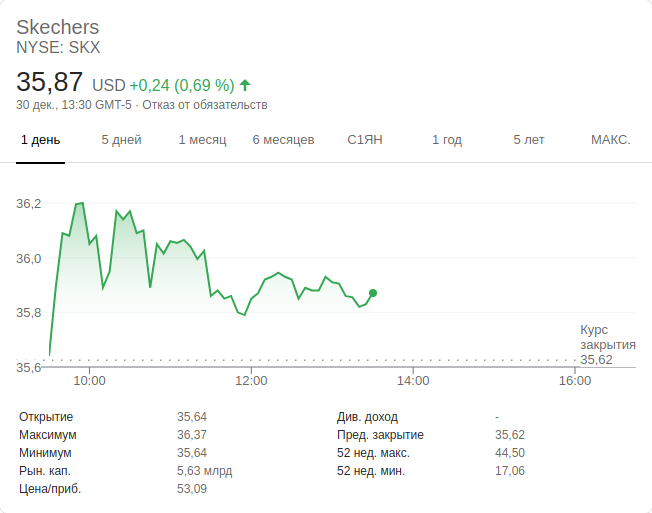 Skechers
NYSE: SKX
35,87 USD +0,24 (0,69 %)
30 дек., 13:30 GMT-5 · Отказ от обязательств
1 день 5 дней 1 месяц 6 месяцев С1ЯН 1 год 5 лет МАКС.
36,2
36,0
35,8
35,6
Курс
закрытия
35,62
10:00 12:00 14:00 16:00
Открытие 35,64 Див. доход -
Максимум 36,37 Пред. закрытие 35,62
Минимум 35,64 52 нед. макс. 44,50
Рын. кап. 5,63 млрд 52 нед. мин. 17,06
Цена/приб. 53,09